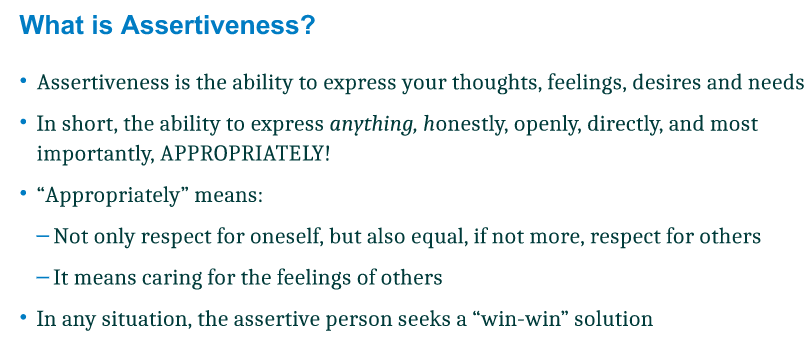 What is Assertiveness?
• Assertiveness is the ability to express your thoughts, feelings, desires and needs
• In short, the ability to express anything, honestly, openly, directly, and most
importantly, APPROPRIATELY!
• “Appropriately” means:
– Not only respect for oneself, but also equal, if not more, respect for others
– It means caring for the feelings of others
• In any situation, the assertive person seeks a “win-win” solution